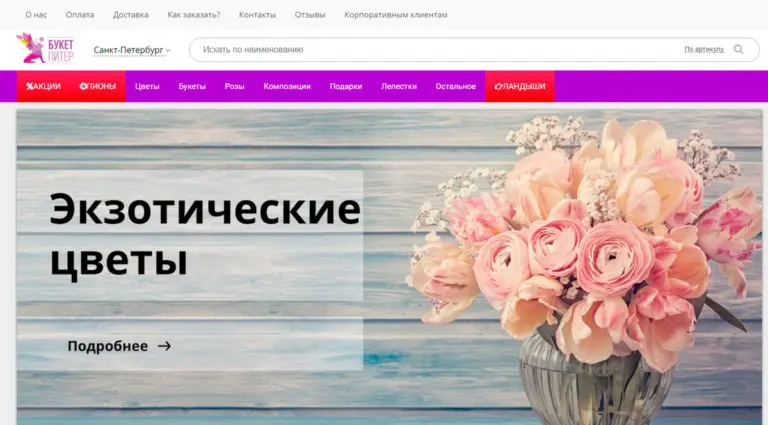 О нас Оплата Доставка Как заказать? Контакты Отзывы Корпоративным клиентам
БУКЕТ
ПИТЕР
Санкт-Петербург
Искать по наименованию
По артикулу
АКЦИИ ПИОНЫ Цветы Букеты Розы Композиции Подарки Лепестки Остальное ЛАНДЫШИ
Экзотические
цветы
Подробнее →